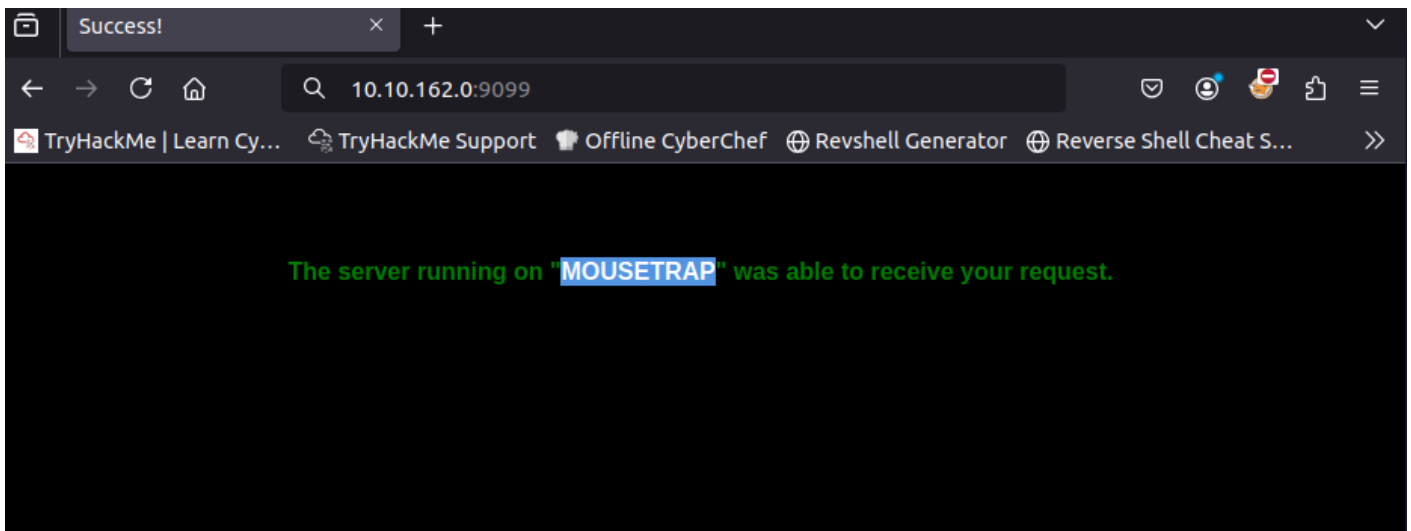 Success!
10.10.162.0:9099
TryHackMe | Learn Cy... TryHackMe Support Offline CyberChef Revshell Generator Reverse Shell Cheat S...
The server running on "MOUSETRAP" was able to receive your request.